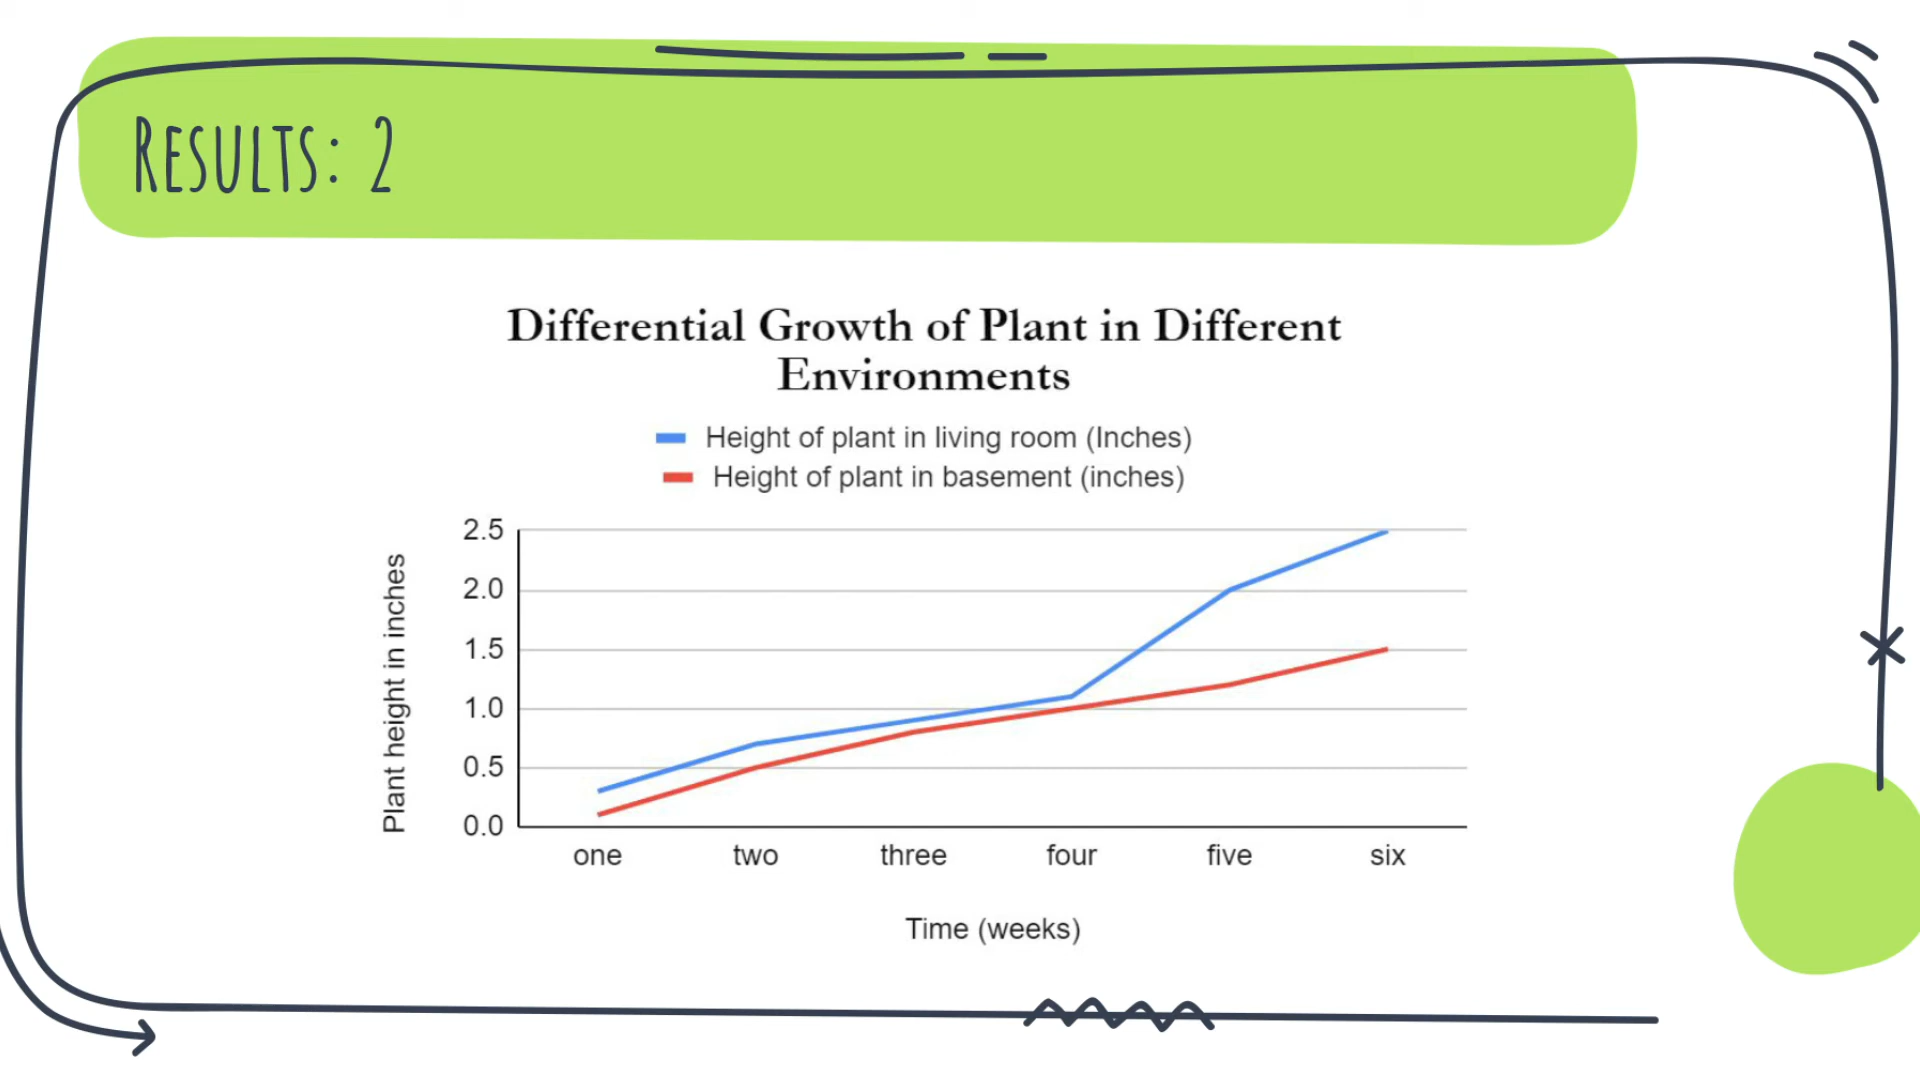 RESULTS: 2
Differential Growth of Plant in Different
Environments
Height of plant in living room (Inches)
Height of plant in basement (inches)
Plant height in inches
2.5
2.0
1.5
1.0
0.5
0.0
one two three four five six
Time (weeks)